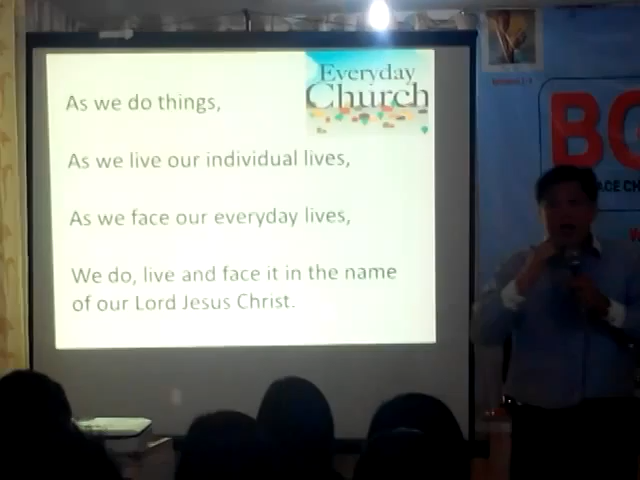 Everyday
Church
As we do things,
As we live our individual lives,
As we face our everyday lives,
We do, live and face it in the name
of our Lord Jesus Christ.